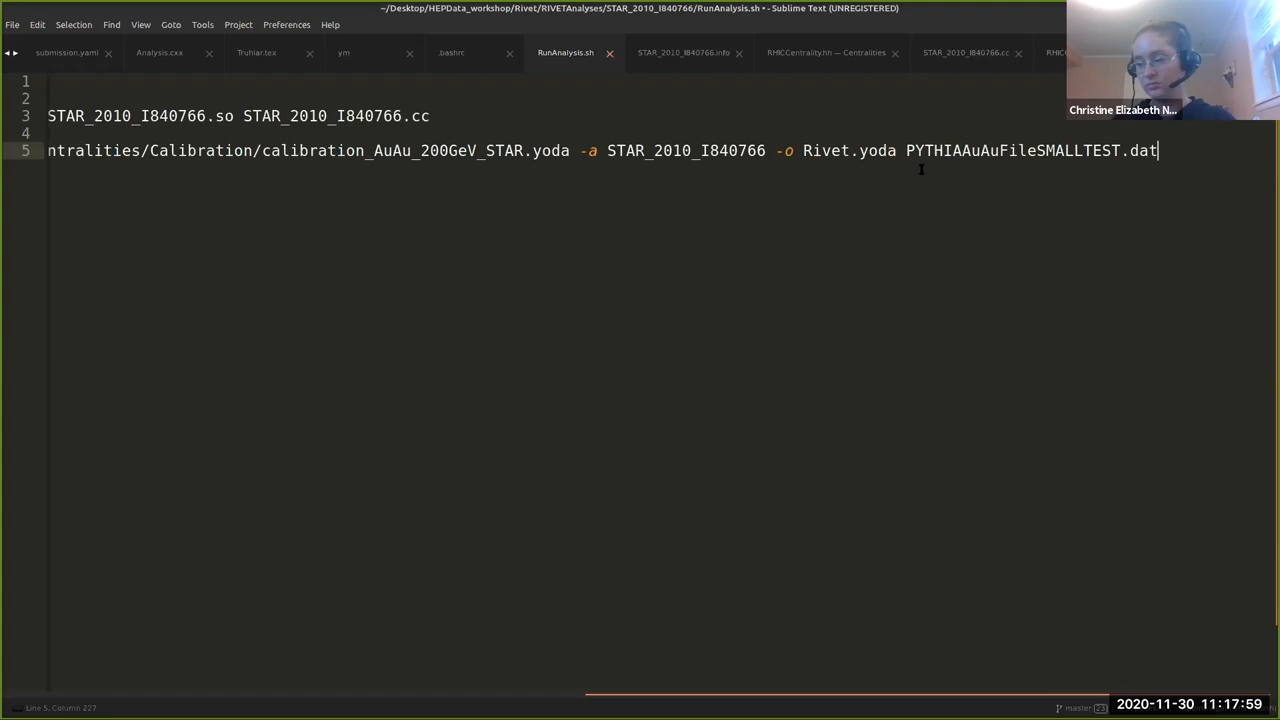 ~/Desktop/HEPData_workshop/Rivet/RIVETAnalyses/STAR_2010_I840766/RunAnalysis.sh • - Sublime Text (UNREGISTERED)
File Edit Selection Find View Goto Tools Project Preferences Help
submission.yaml Analysis.cxx Truhlar.tex ym .bashrc RunAnalysis.sh STAR_2010_I840766.info RHICCentrality.hh — Centralities STAR_2010_I840766.cc
Christine Elizabeth N...
1
2
3 STAR_2010_I840766.so STAR_2010_I840766.cc
4
5 ntralities/Calibration/calibration_AuAu_200GeV_STAR.yoda -a STAR_2010_I840766 -o Rivet.yoda PYTHIAAuAuFileSMALLTEST.dat
Line 5, Column 227
master 23
2020-11-30 11:17:59